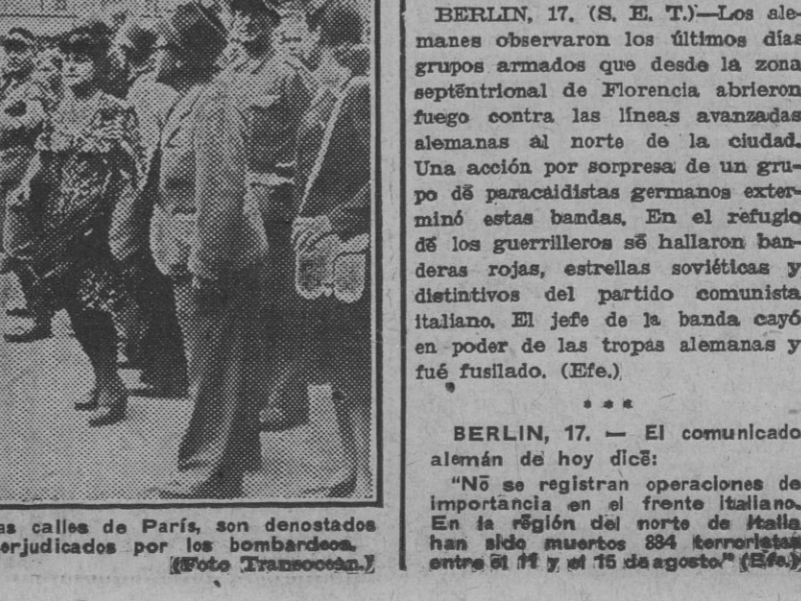 as calles de París, son denostados
erjudicados por los bombardeos.
(Foto Transocean.)
BERLIN, 17. (S. E. T.)—Los ale-
manes observaron los últimos días
grupos armados que desde la zona
septentrional de Florencia abrieron
fuego contra las líneas avanzadas
alemanas al norte de la ciudad.
Una acción por sorpresa de un gru-
po de paracaidistas germanos exter-
minó estas bandas. En el refugio
de los guerrilleros se hallaron ban-
deras rojas, estrellas soviéticas y
distintivos del partido comunista
italiano. El jefe de la banda cayó
en poder de las tropas alemanas y
fué fusilado. (Efe.)
* * *
BERLIN, 17. — El comunicado
alemán de hoy dice:
"No se registran operaciones de
importancia en el frente italiano.
En la región del norte de Italia
han sido muertos 884 terroristas
entre el 11 y el 15 de agosto." (Efe.)